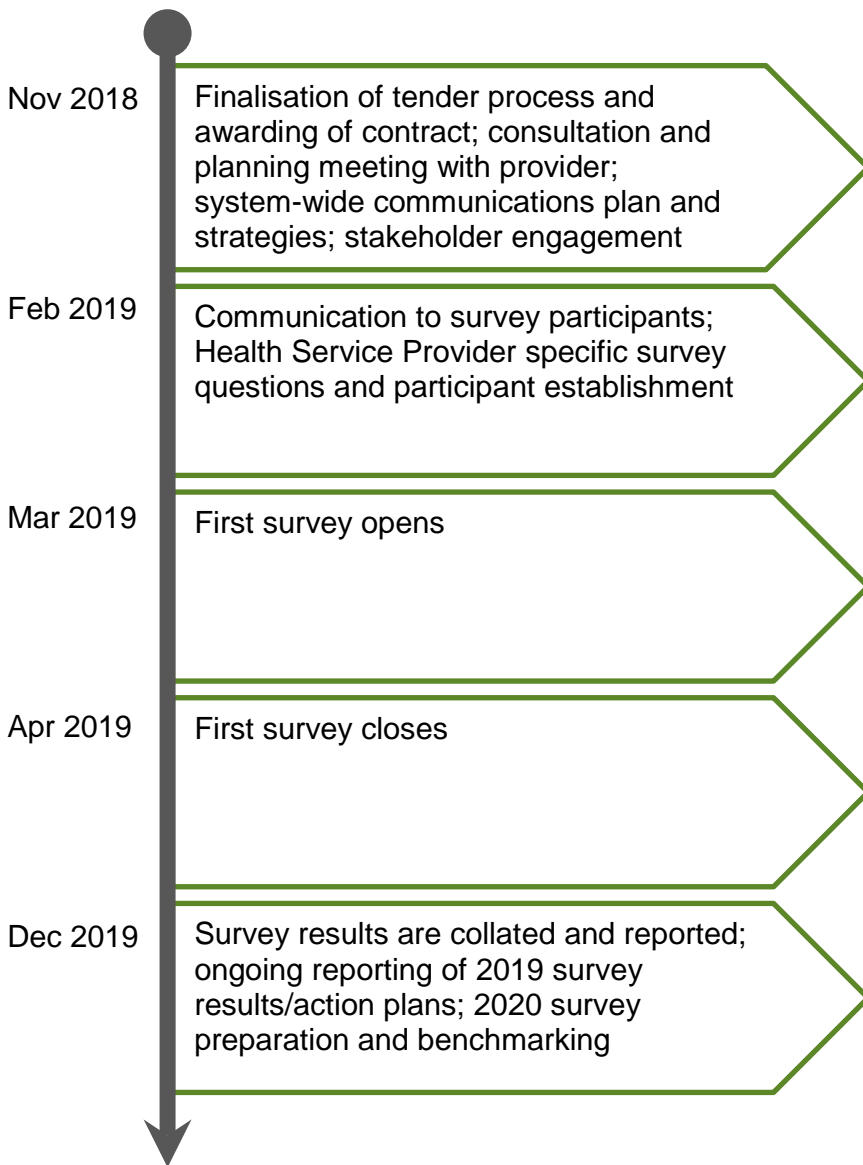 Nov 2018
Finalisation of tender process and
awarding of contract; consultation and
planning meeting with provider;
system-wide communications plan and
strategies; stakeholder engagement
Feb 2019
Communication to survey participants;
Health Service Provider specific survey
questions and participant establishment
Mar 2019
First survey opens
Apr 2019
First survey closes
Dec 2019
Survey results are collated and reported;
ongoing reporting of 2019 survey
results/action plans; 2020 survey
preparation and benchmarking